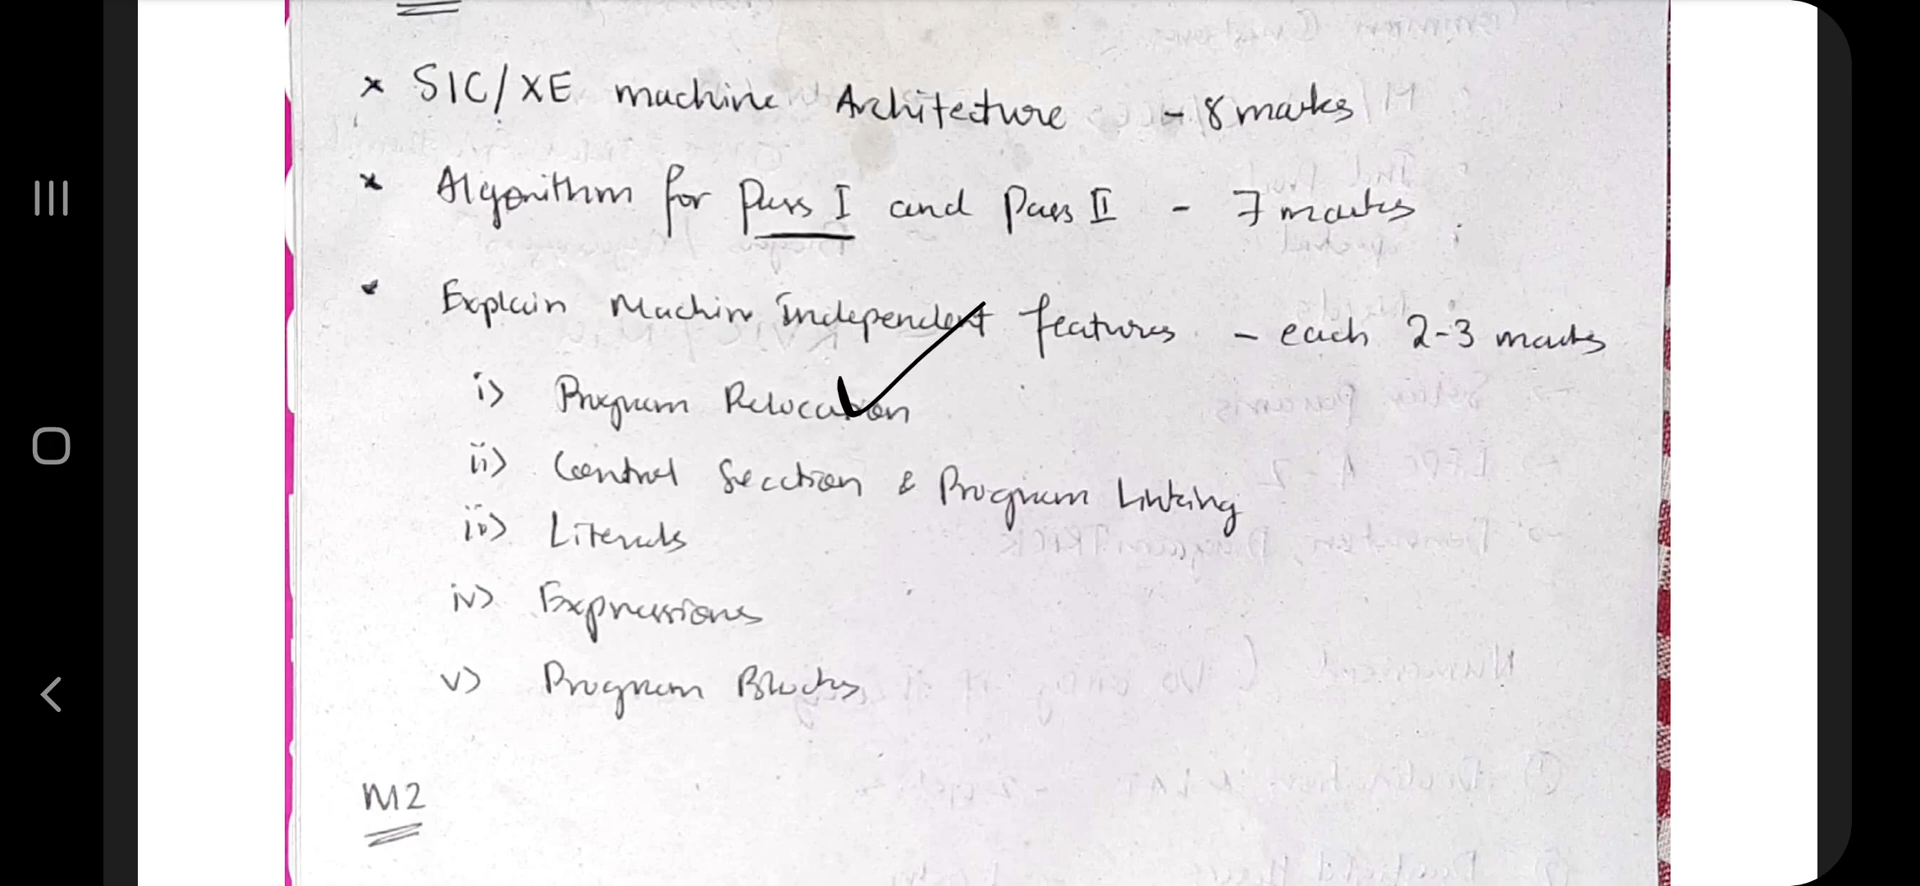 * SIC/XE machine Architecture - 8 marks
* Algorithm for Pass I and Pass II - 7 marks
* Explain Machine Independent features - each 2-3 marks
i) Program Relocation
ii) Control Section & Program Linking
iii) Literals
iv) Expressions
v) Program Blocks
M2